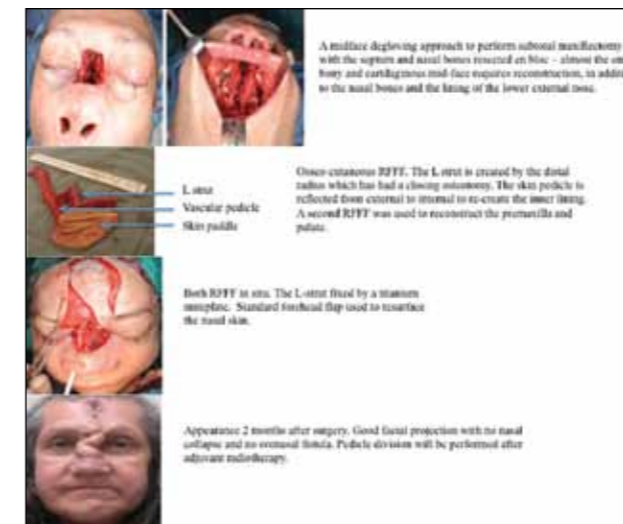 A midface degloving approach to perform subtotal maxillectomy
with the septum and nasal bones resected en bloc – almost the
bony and cartilaginous mid-face requires reconstruction, in
to the nasal bones and the lining of the lower external nose.
Osseo-cutaneous RFFF. The L strut is created by the distal
radius which has had a closing osteotomy. The skin pedicle is
reflected from external to internal to re-create the inner lining.
A second RFFF was used to reconstruct the premaxilla and
palate.
L strut
Vascular pedicle
Skin paddle
Both RFFF in situ. The L-strut fixed by a titanium
miniplate. Standard forehead flap used to resurface
the nasal skin.
Appearance 2 months after surgery. Good facial projection with no nasal
collapse and no oronasal fistula. Pedicle division will be performed after
adjuvant radiotherapy.